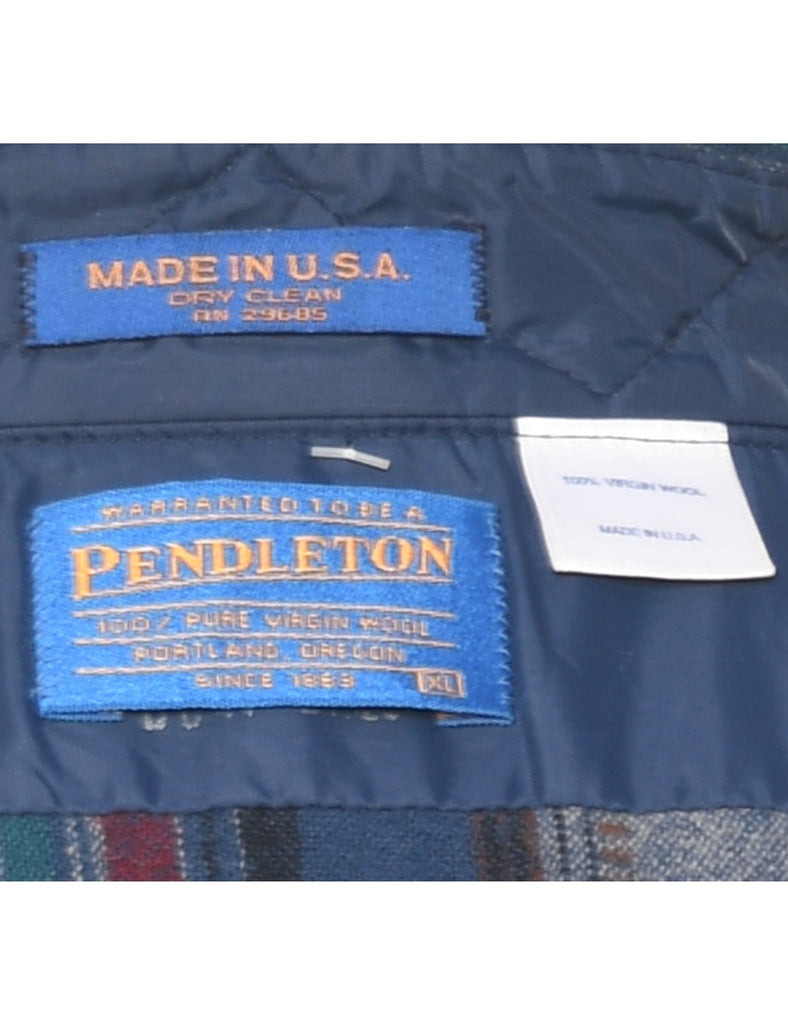 MADE IN U.S.A.
DRY CLEAN
RN 29685
100% VIRGIN WOOL
MADE IN U.S.A.
WARRANTED TO BE A
PENDLETON
100% PURE VIRGIN WOOL
PORTLAND, OREGON
SINCE 1863
XL